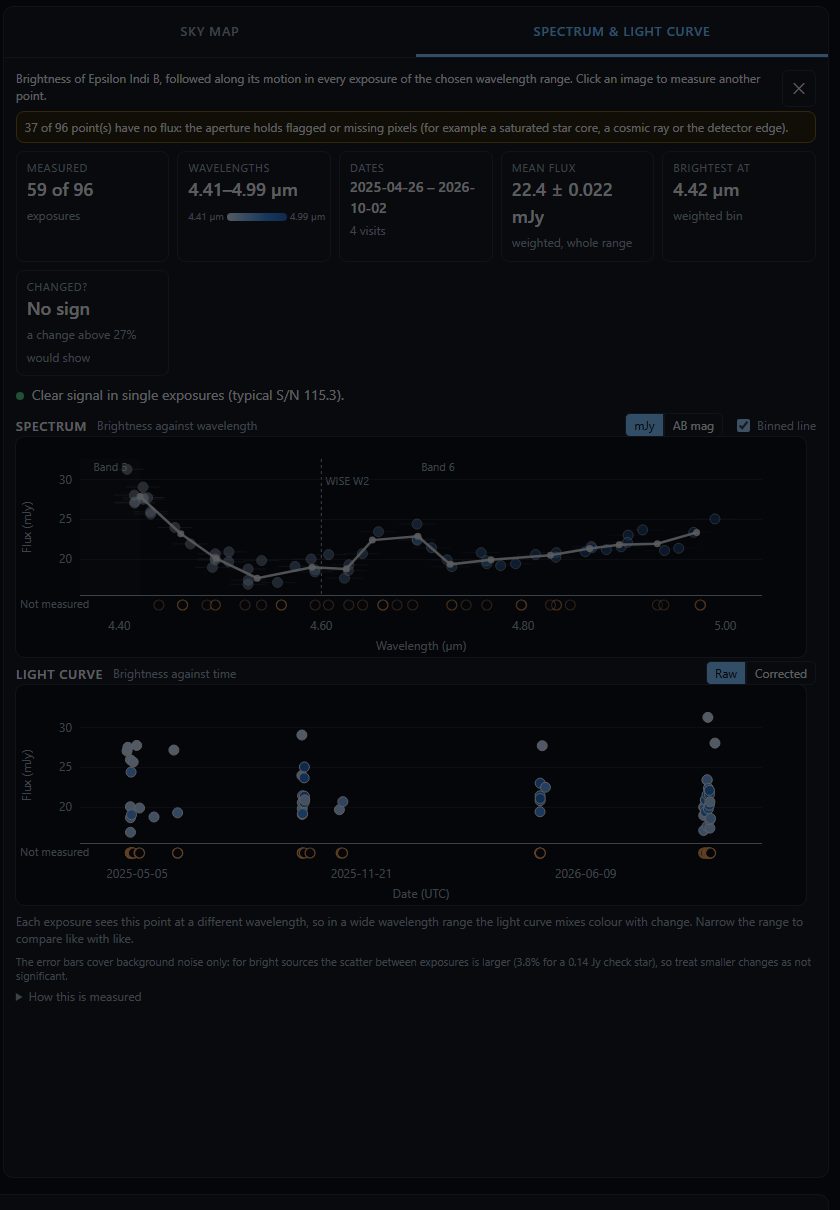 SKY MAP
SPECTRUM & LIGHT CURVE
Brightness of Epsilon Indi B, followed along its motion in every exposure of the chosen wavelength range. Click an image to measure another
point.
37 of 96 point(s) have no flux: the aperture holds flagged or missing pixels (for example a saturated star core, a cosmic ray or the detector edge).
MEASURED
59 of 96
exposures
WAVELENGTHS
4.41–4.99 µm
4.41 µm 4.99 µm
DATES
2025-04-26 – 2026-
10-02
4 visits
MEAN FLUX
22.4 ± 0.022
mJy
weighted, whole range
BRIGHTEST AT
4.42 µm
weighted bin
CHANGED?
No sign
a change above 27%
would show
Clear signal in single exposures (typical S/N 115.3).
SPECTRUM Brightness against wavelength
mJy AB mag Binned line
Band 5
WISE W2
Band 6
30
25
20
Flux (mJy)
Not measured
4.40 4.60 4.80 5.00
Wavelength (µm)
LIGHT CURVE Brightness against time
Raw Corrected
30
25
20
Flux (mJy)
Not measured
2025-05-05 2025-11-21 2026-06-09
Date (UTC)
Each exposure sees this point at a different wavelength, so in a wide wavelength range the light curve mixes colour with change. Narrow the range to
compare like with like.
The error bars cover background noise only: for bright sources the scatter between exposures is larger (3.8% for a 0.14 Jy check star), so treat smaller changes as not
significant.
How this is measured